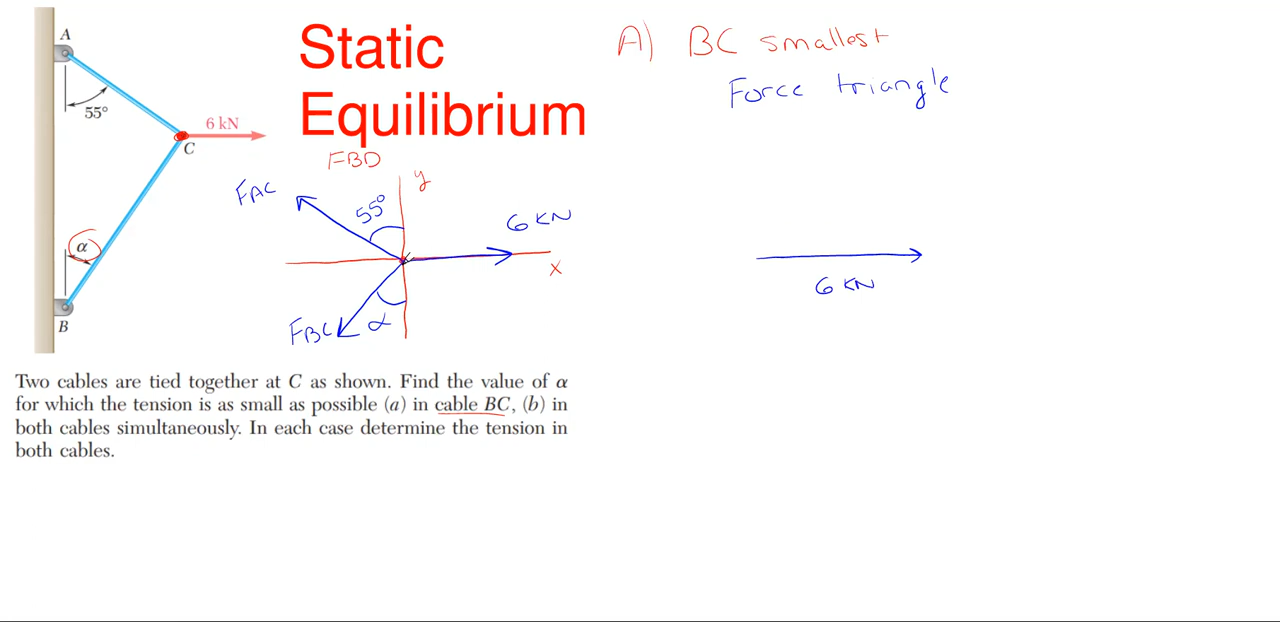 A
55°
6 kN
C
α
B
Static
Equilibrium
FBD
y
FAC
55°
6 KN
x
FBC
α
Two cables are tied together at C as shown. Find the value of α
for which the tension is as small as possible (a) in cable BC, (b) in
both cables simultaneously. In each case determine the tension in
both cables.
A) BC smallest
Force triangle
6 KN